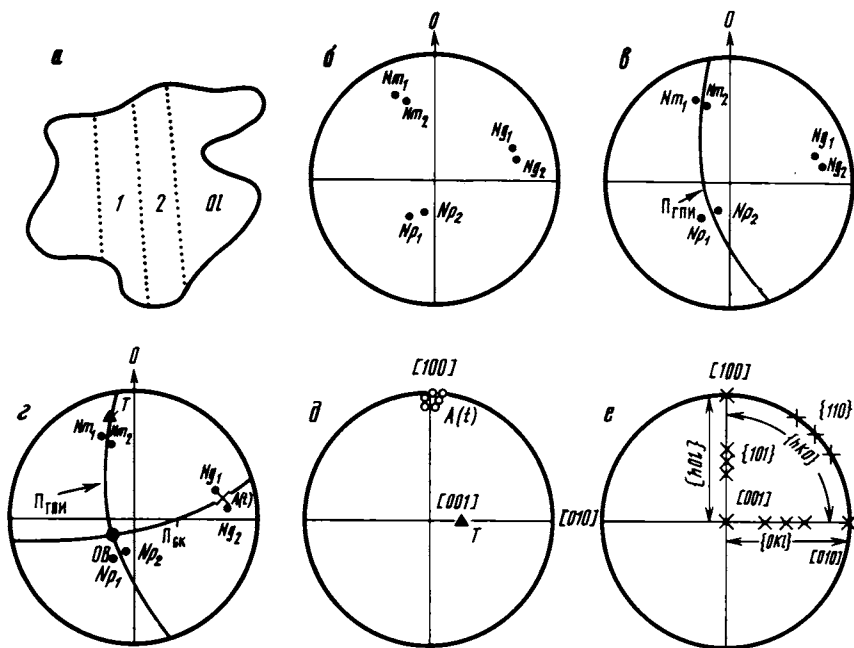 а
1
2
Ol
б
0
Nm₁
Nm₂
Ng₁
Ng₂
Np₁
Np₂
в
0
Nm₁
Nm₂
Ng₁
Ng₂
Пгпи
Np₁
Np₂
г
0
T
Nm₁
Nm₂
Пгпи
Ng₁
A(t)
Ng₂
Пвк
ОВ
Np₂
Np₁
д
[100]
A(t)
[001]
T
[010]
е
[100]
{110}
{hk0}
{h0l}
{101}
[001]
{0kl}
[010]